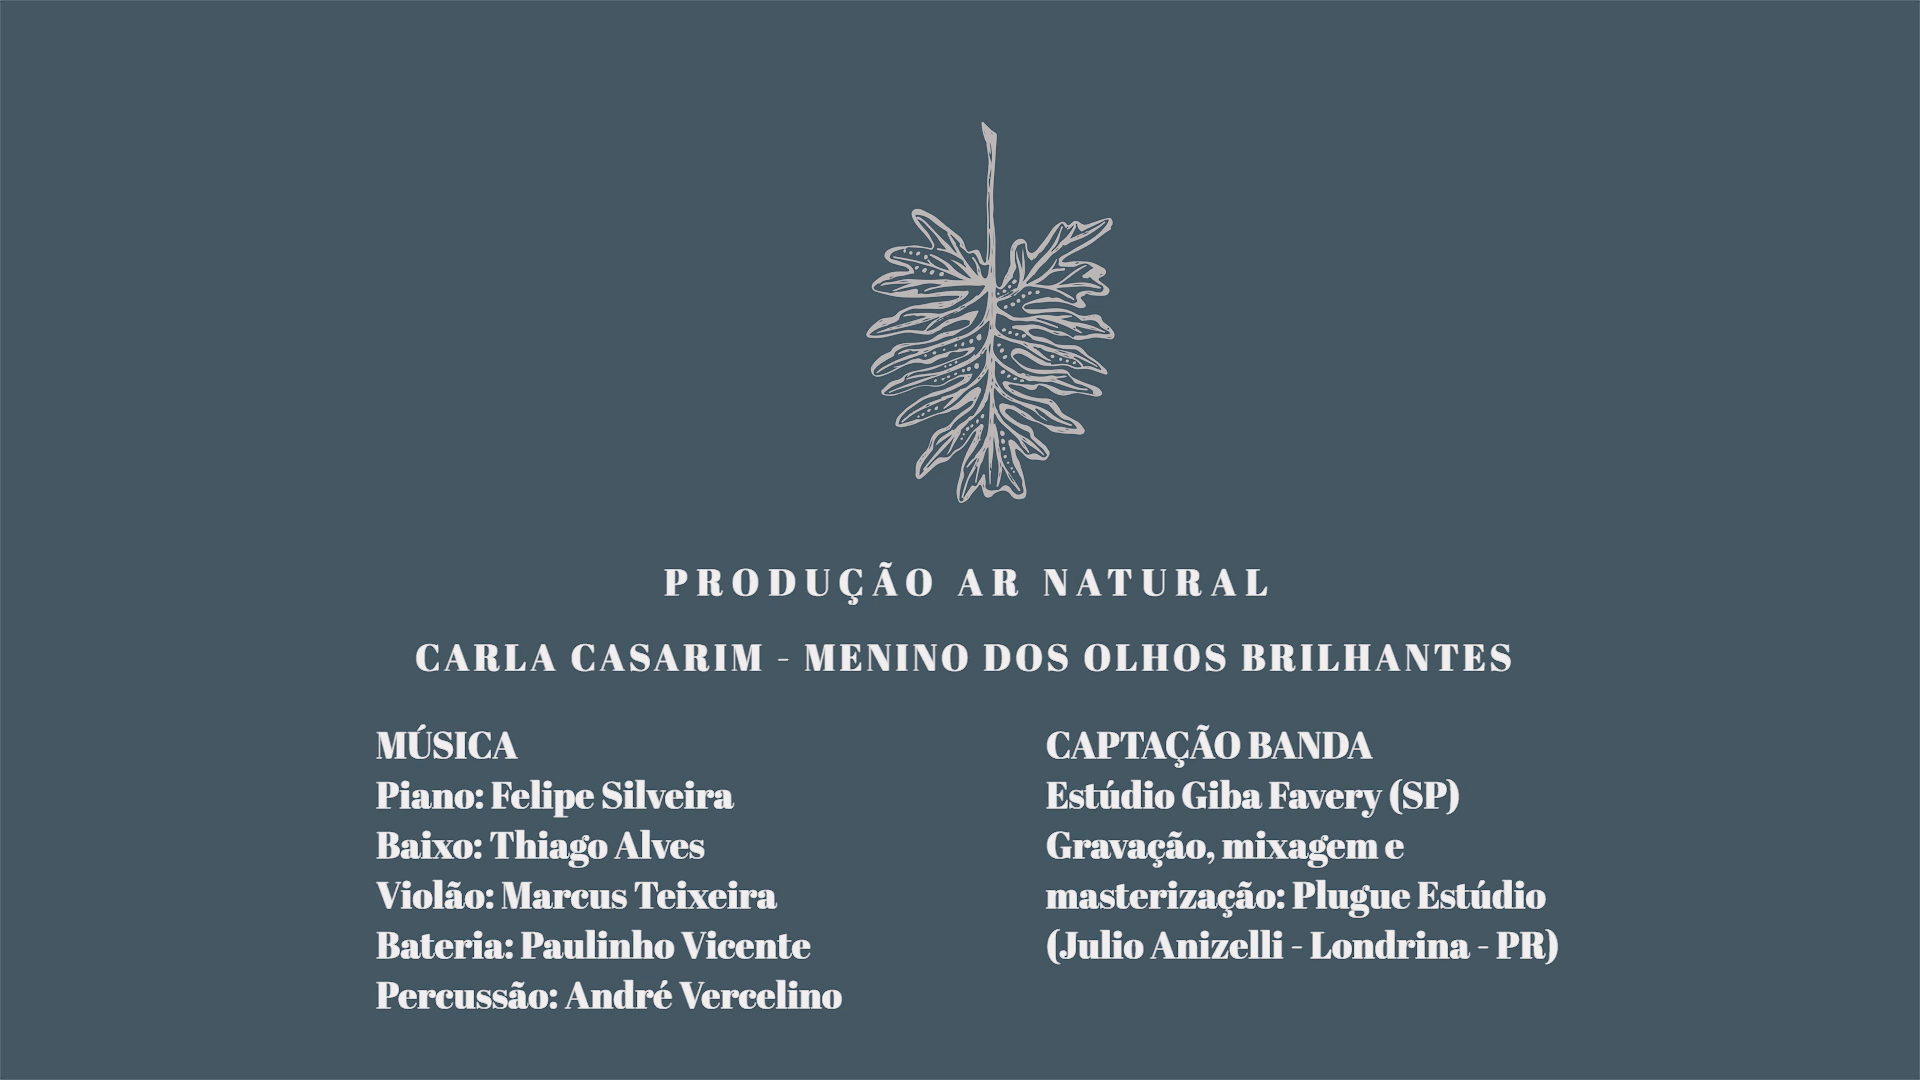 PRODUÇÃO AR NATURAL
CARLA CASARIM - MENINO DOS OLHOS BRILHANTES
MÚSICA
Piano: Felipe Silveira
Baixo: Thiago Alves
Violão: Marcus Teixeira
Bateria: Paulinho Vicente
Percussão: André Vercelino
CAPTAÇÃO BANDA
Estúdio Giba Favery (SP)
Gravação, mixagem e
masterização: Plugue Estúdio
(Julio Anizelli - Londrina - PR)